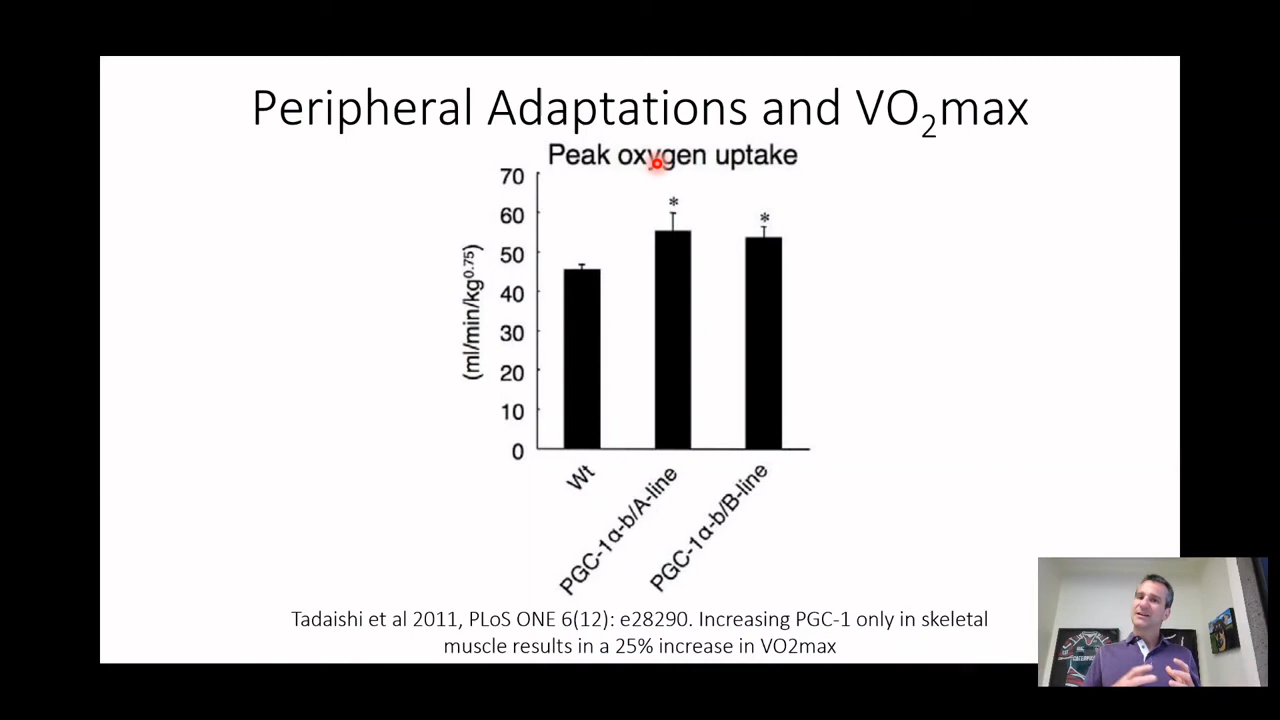 Peripheral Adaptations and VO₂max
Peak oxygen uptake
70
60
50
40
30
20
10
0
(ml/min/kg⁰·⁷⁵)
*
*
Wt
PGC-1α-b/A-line
PGC-1α-b/B-line
Tadaishi et al 2011, PLoS ONE 6(12): e28290. Increasing PGC-1 only in skeletal
muscle results in a 25% increase in VO2max